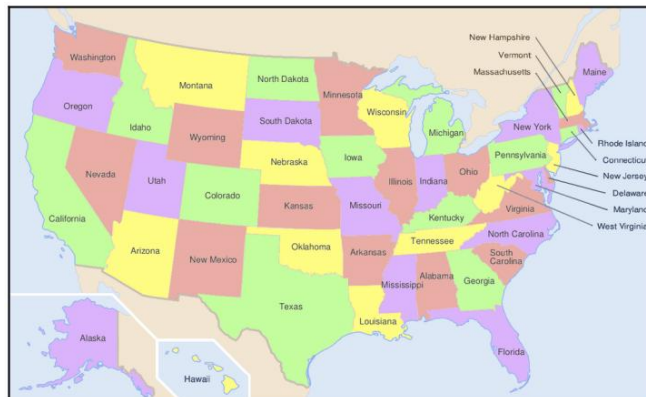 New Hampshire
Vermont
Massachusetts
Washington
Montana
North Dakota
Minnesota
Maine
Oregon
Idaho
South Dakota
Wisconsin
Michigan
New York
Wyoming
Rhode Island
Connecticut
Nebraska
Iowa
Pennsylvania
New Jersey
Nevada
Utah
Colorado
Illinois
Indiana
Ohio
Delaware
Maryland
California
Kansas
Missouri
Kentucky
Virginia
West Virginia
Arizona
New Mexico
Oklahoma
Arkansas
Tennessee
North Carolina
South
Carolina
Texas
Mississippi
Alabama
Georgia
Louisiana
Florida
Alaska
Hawaii